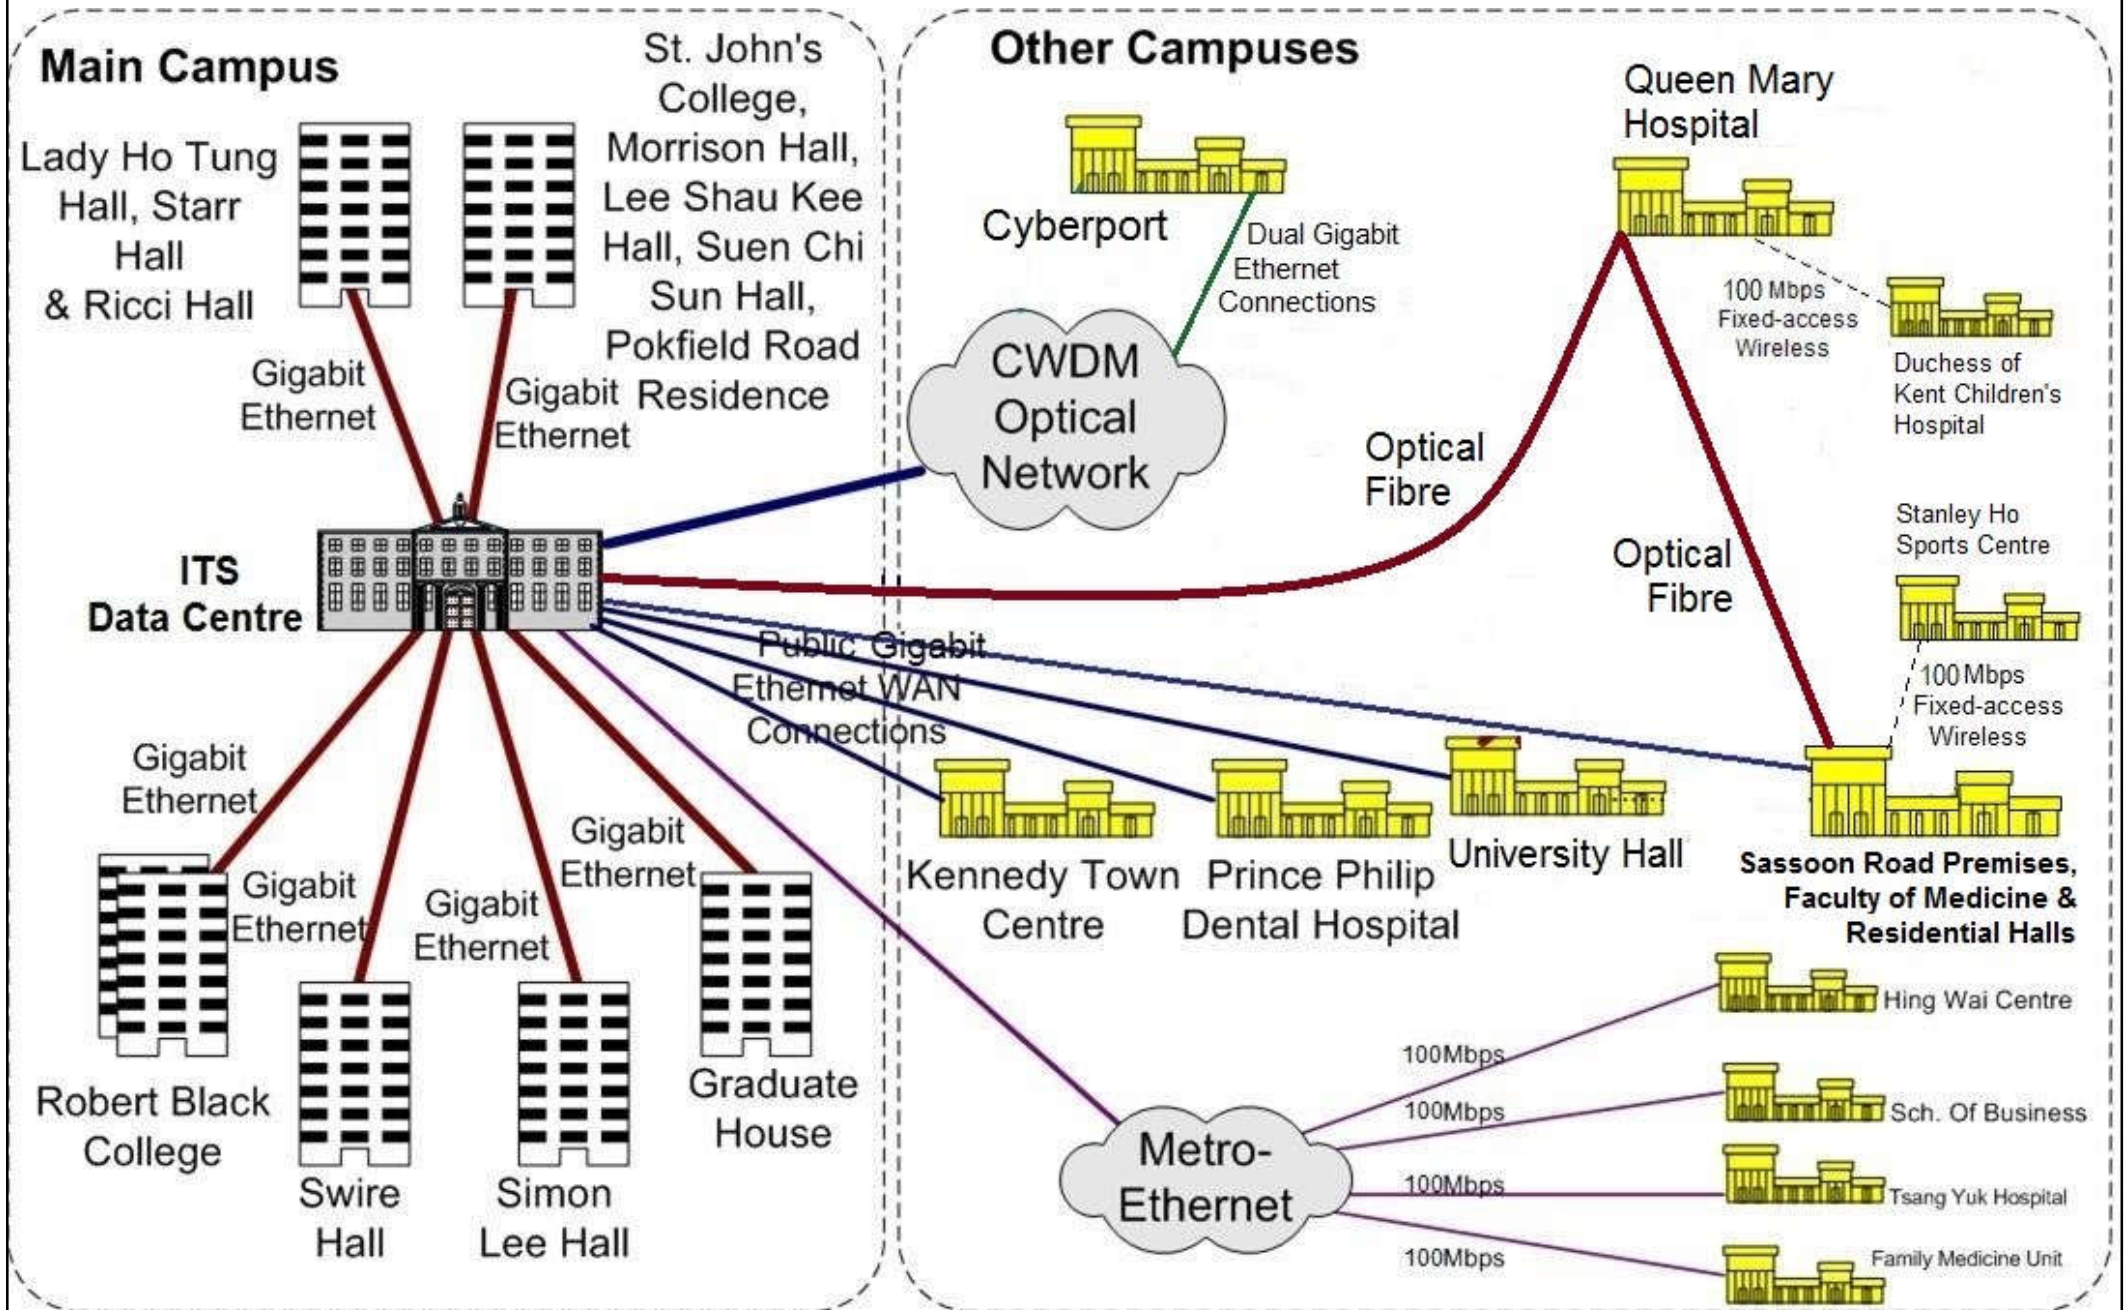 Main Campus
Lady Ho Tung
Hall, Starr
Hall
& Ricci Hall
St. John's
College,
Morrison Hall,
Lee Shau Kee
Hall, Suen Chi
Sun Hall,
Pokfield Road
Residence
Gigabit
Ethernet
Gigabit
Ethernet
ITS
Data Centre
Gigabit
Ethernet
Gigabit
Ethernet
Gigabit
Ethernet
Gigabit
Ethernet
Robert Black
College
Swire
Hall
Simon
Lee Hall
Graduate
House
Other Campuses
Cyberport
Dual Gigabit
Ethernet
Connections
CWDM
Optical
Network
Queen Mary
Hospital
100 Mbps
Fixed-access
Wireless
Duchess of
Kent Children's
Hospital
Optical
Fibre
Optical
Fibre
Stanley Ho
Sports Centre
100 Mbps
Fixed-access
Wireless
Public Gigabit
Ethernet WAN
Connections
Kennedy Town
Centre
Prince Philip
Dental Hospital
University Hall
Sassoon Road Premises,
Faculty of Medicine &
Residential Halls
Metro-
Ethernet
100Mbps
Hing Wai Centre
100Mbps
Sch. Of Business
100Mbps
Tsang Yuk Hospital
100Mbps
Family Medicine Unit